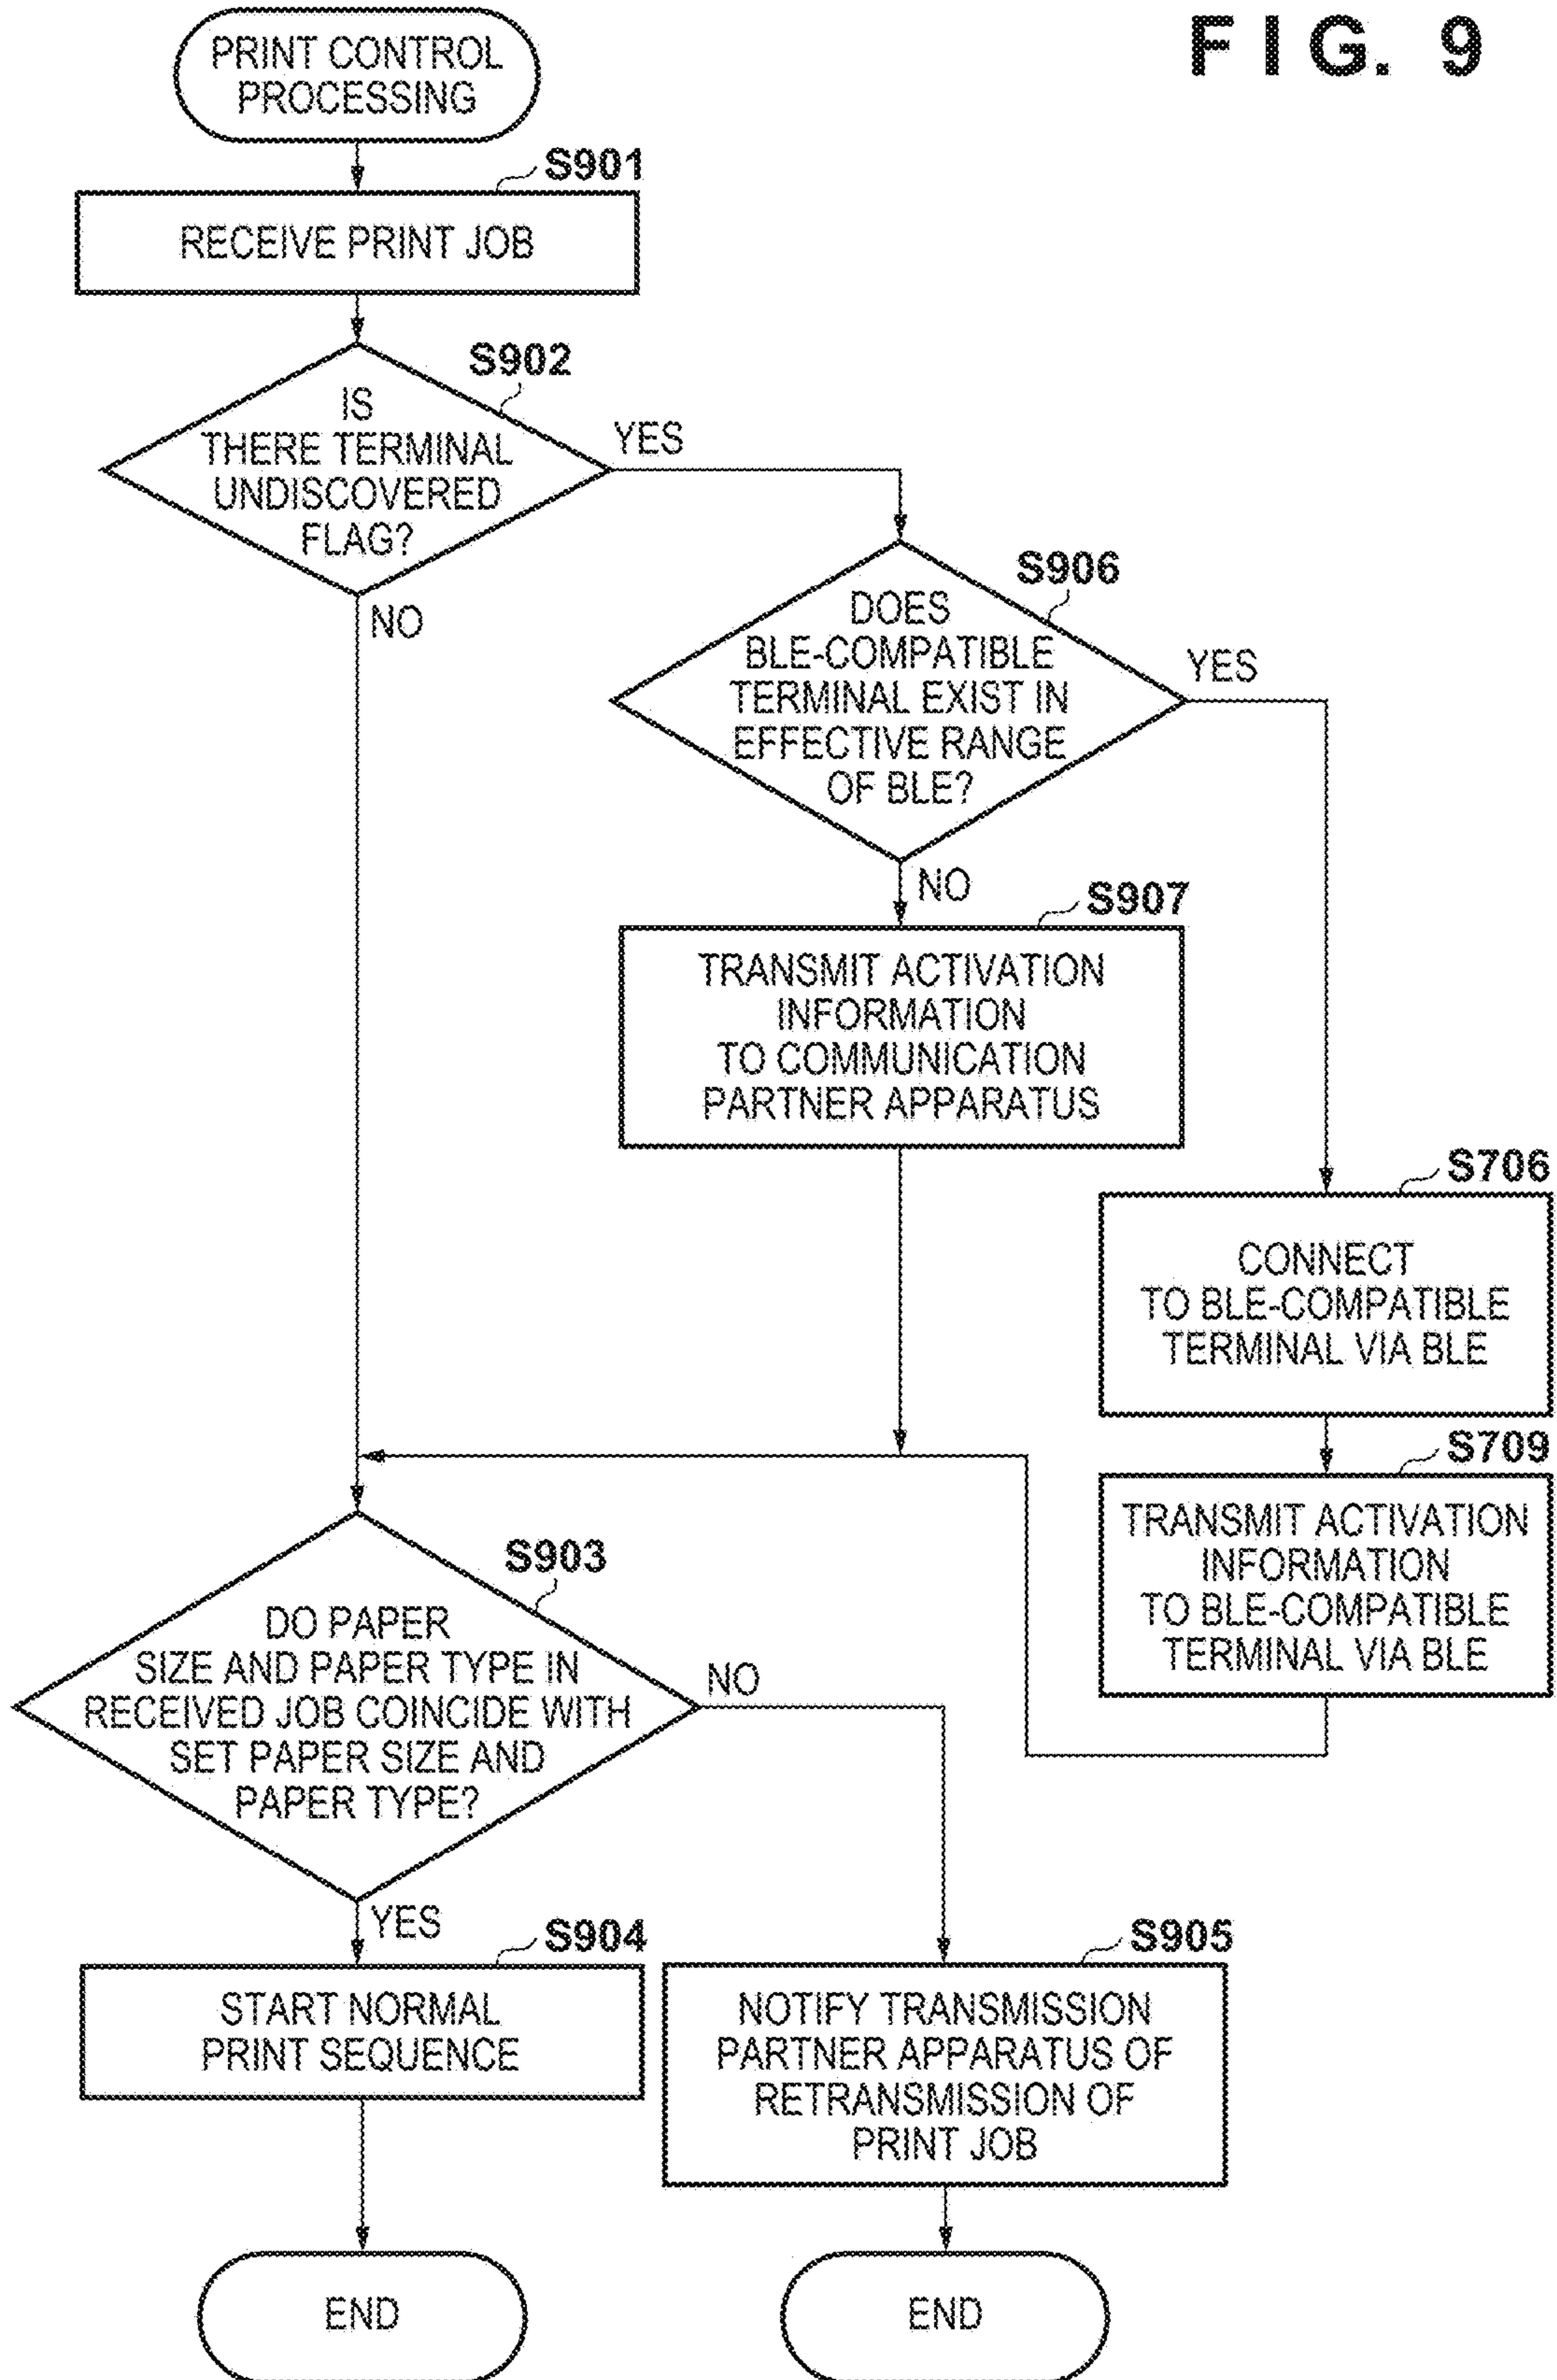 FIG. 9
PRINT CONTROL
PROCESSING
S901
RECEIVE PRINT JOB
S902
IS
THERE TERMINAL
UNDISCOVERED
FLAG?
YES
NO
S906
DOES
BLE-COMPATIBLE
TERMINAL EXIST IN
EFFECTIVE RANGE
OF BLE?
YES
NO
S907
TRANSMIT ACTIVATION
INFORMATION
TO COMMUNICATION
PARTNER APPARATUS
S706
CONNECT
TO BLE-COMPATIBLE
TERMINAL VIA BLE
S709
TRANSMIT ACTIVATION
INFORMATION
TO BLE-COMPATIBLE
TERMINAL VIA BLE
S903
DO PAPER
SIZE AND PAPER TYPE IN
RECEIVED JOB COINCIDE WITH
SET PAPER SIZE AND
PAPER TYPE?
NO
YES
S904
START NORMAL
PRINT SEQUENCE
S905
NOTIFY TRANSMISSION
PARTNER APPARATUS OF
RETRANSMISSION OF
PRINT JOB
END
END